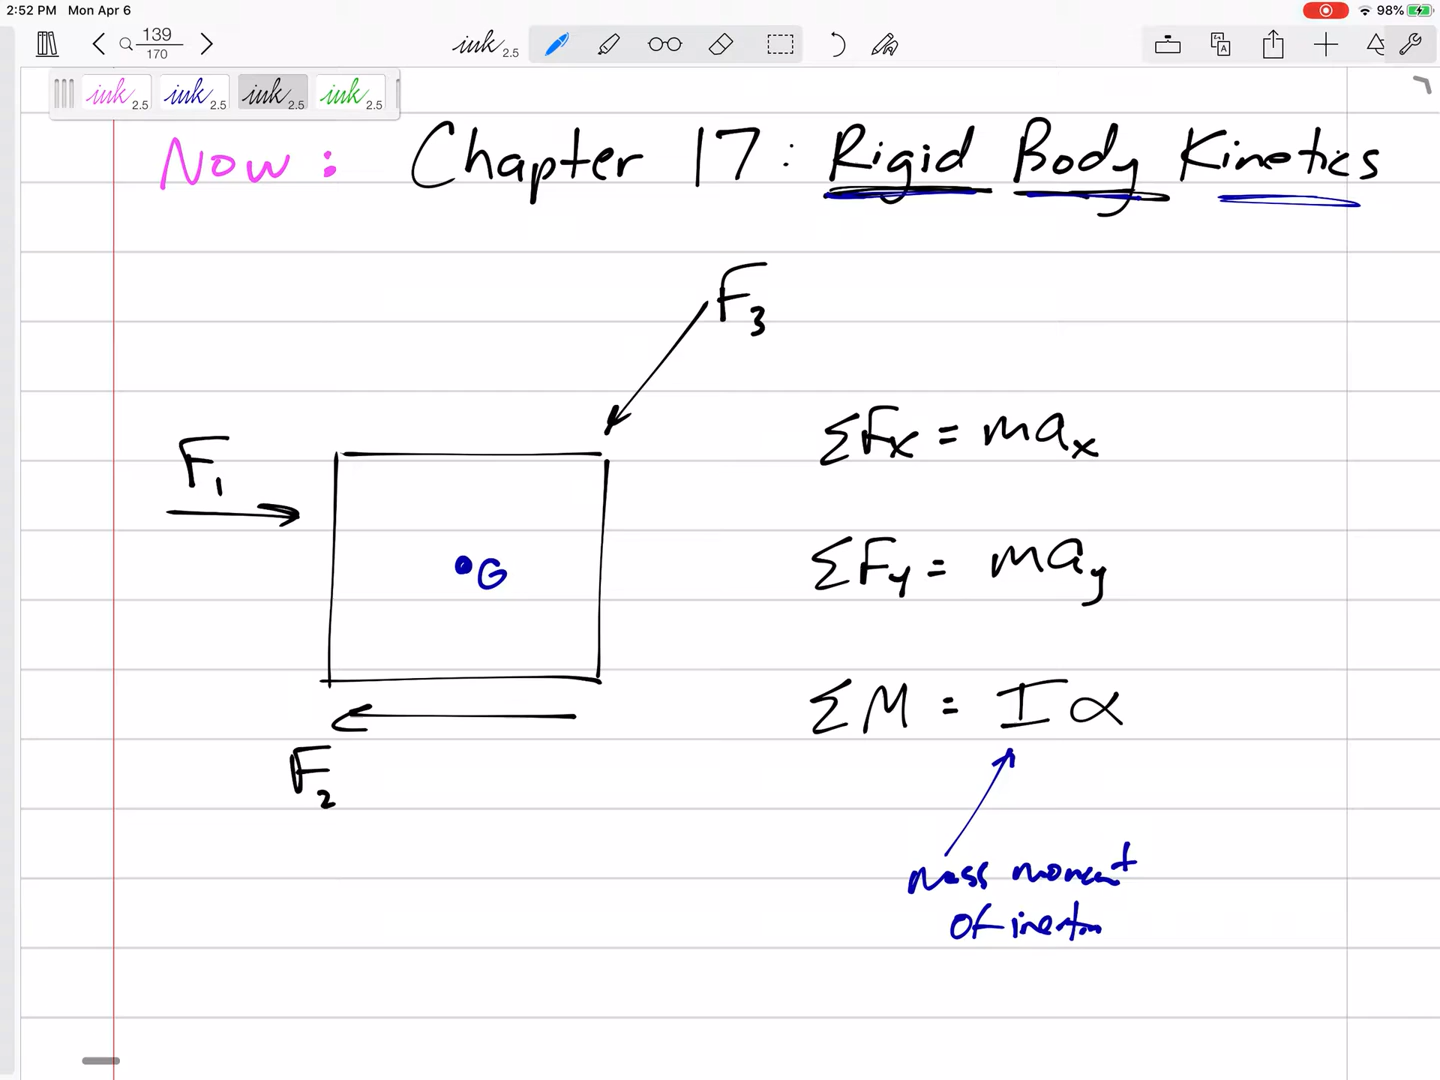 2:52 PM Mon Apr 6
98%
139
170
ink 2.5
ink 2.5
ink 2.5
ink 2.5
ink 2.5
Now: Chapter 17: Rigid Body Kinetics
F3
F1
ΣFx = max
G
ΣFy = may
ΣM = Iα
F2
mass moment
of inertia